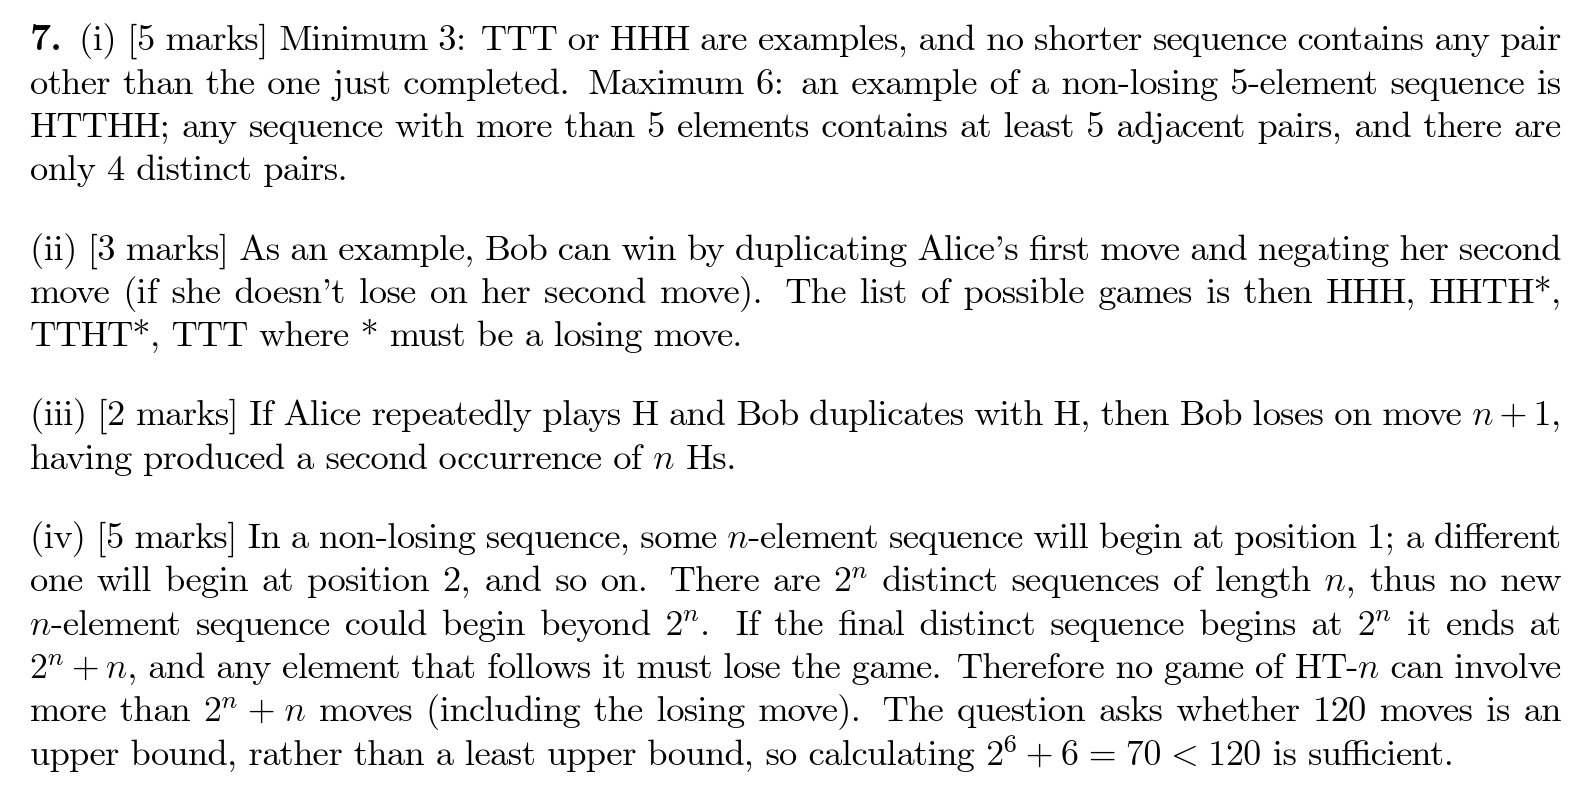 7. (i) [5 marks] Minimum 3: TTT or HHH are examples, and no shorter sequence contains any pair
other than the one just completed. Maximum 6: an example of a non-losing 5-element sequence is
HTTHH; any sequence with more than 5 elements contains at least 5 adjacent pairs, and there are
only 4 distinct pairs.
(ii) [3 marks] As an example, Bob can win by duplicating Alice's first move and negating her second
move (if she doesn't lose on her second move). The list of possible games is then HHH, HHTH*,
TTHT*, TTT where * must be a losing move.
(iii) [2 marks] If Alice repeatedly plays H and Bob duplicates with H, then Bob loses on move n + 1,
having produced a second occurrence of n Hs.
(iv) [5 marks] In a non-losing sequence, some n-element sequence will begin at position 1; a different
one will begin at position 2, and so on. There are 2ⁿ distinct sequences of length n, thus no new
n-element sequence could begin beyond 2ⁿ. If the final distinct sequence begins at 2ⁿ it ends at
2ⁿ + n, and any element that follows it must lose the game. Therefore no game of HT-n can involve
more than 2ⁿ + n moves (including the losing move). The question asks whether 120 moves is an
upper bound, rather than a least upper bound, so calculating 2⁶ + 6 = 70 < 120 is sufficient.